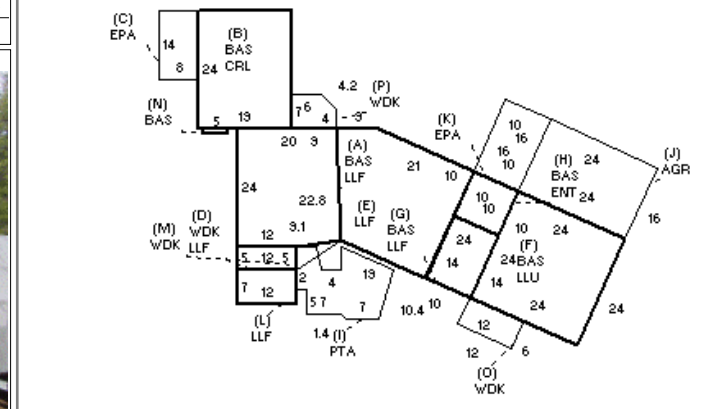 (C)
EPA
14
8
(B)
BAS
CRL
24
(N)
BAS
5
19
7
6
4
4.2
(P)
WDK
9
20
9
(A)
BAS
LLF
21
10
(K)
EPA
10
16
16
10
24
(H)
BAS
ENT
24
(J)
AGR
16
24
22.8
9.1
12
(E)
LLF
(G)
BAS
LLF
10
10
10
24
(F)
BAS
LLU
24
24
14
14
24
24
(D)
WDK
LLF
(M)
WDK
5
12
5
7
12
2
4
19
5
7
7
1.4
(I)
PTA
(L)
LLF
10.4
10
12
12
6
(O)
WDK